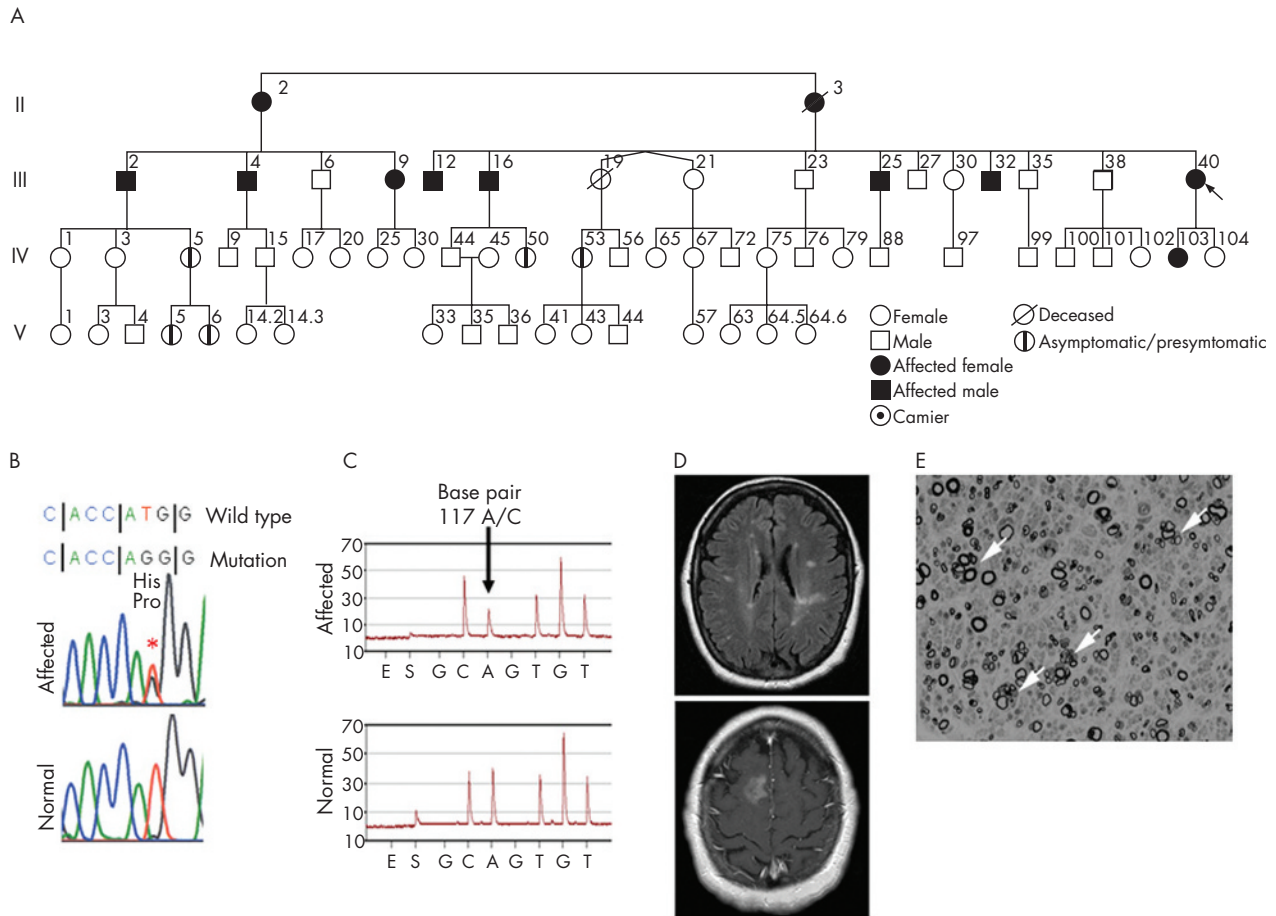 A
2 3
II
2 4 6 9 12 16 19 21 23 25 27 30 32 35 38 40
III
1 3 5 9 15 17 20 25 30 44 45 50 53 56 65 67 72 75 76 79 88 97 99 100 101 102 103 104
IV
1 3 4 5 6 14.2 14.3 33 35 36 41 43 44 57 63 64.5 64.6
V
Female
Deceased
Male
Asymptomatic/presymtomatic
Affected female
Affected male
Camier
B
C ACC ATG G Wild type
C ACC AGG G Mutation
His
Pro
*
Affected
Normal
C
Base pair
117 A/C
70
50
30
10
10
Affected
E S G C A G T G T
70
50
30
10
10
Normal
E S G C A G T G T
D
E